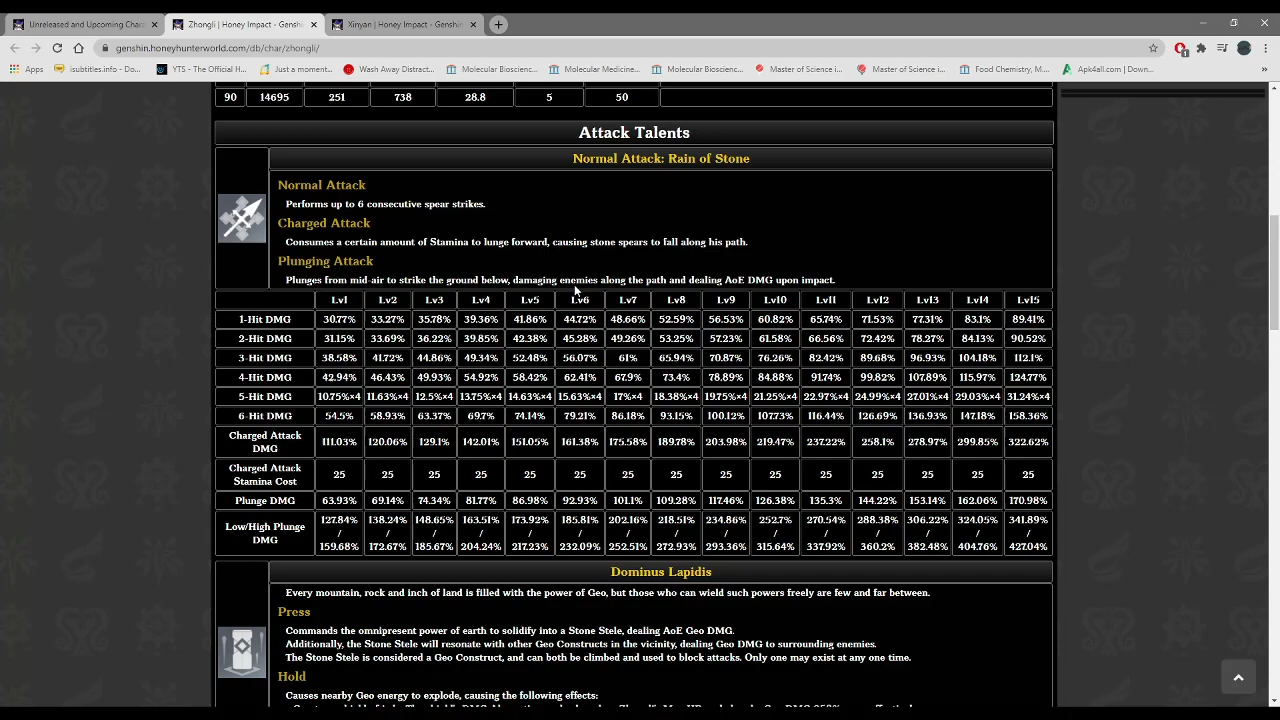 Unreleased and Upcoming Chara
Zhongli | Honey Impact - Genshin
Xinyan | Honey Impact - Genshin
genshin.honeyhunterworld.com/db/char/zhongli/
Apps
isubtitles.info - Do...
YTS - The Official H...
Just a moment...
Wash Away Distract...
Molecular Bioscienc...
Molecular Medicine...
Molecular Bioscienc...
Master of Science i...
Master of Science i...
Food Chemistry, M...
Apk4all.com | Down...
90 14695 251 738 28.8 5 50
Attack Talents
Normal Attack: Rain of Stone
Normal Attack
Performs up to 6 consecutive spear strikes.
Charged Attack
Consumes a certain amount of Stamina to lunge forward, causing stone spears to fall along his path.
Plunging Attack
Plunges from mid-air to strike the ground below, damaging enemies along the path and dealing AoE DMG upon impact.
Lv1 Lv2 Lv3 Lv4 Lv5 Lv6 Lv7 Lv8 Lv9 Lv10 Lv11 Lv12 Lv13 Lv14 Lv15
1-Hit DMG 30.77% 33.27% 35.78% 39.36% 41.86% 44.72% 48.66% 52.59% 56.53% 60.82% 65.74% 71.53% 77.31% 83.1% 89.41%
2-Hit DMG 31.15% 33.69% 36.22% 39.85% 42.38% 45.28% 49.26% 53.25% 57.23% 61.58% 66.56% 72.42% 78.27% 84.13% 90.52%
3-Hit DMG 38.58% 41.72% 44.86% 49.34% 52.48% 56.07% 61% 65.94% 70.87% 76.26% 82.42% 89.68% 96.93% 104.18% 112.1%
4-Hit DMG 42.94% 46.43% 49.93% 54.92% 58.42% 62.41% 67.9% 73.4% 78.89% 84.88% 91.74% 99.82% 107.89% 115.97% 124.77%
5-Hit DMG 10.75%×4 11.63%×4 12.5%×4 13.75%×4 14.63%×4 15.63%×4 17%×4 18.38%×4 19.75%×4 21.25%×4 22.97%×4 24.99%×4 27.01%×4 29.03%×4 31.24%×4
6-Hit DMG 54.5% 58.93% 63.37% 69.7% 74.14% 79.21% 86.18% 93.15% 100.12% 107.73% 116.44% 126.69% 136.93% 147.18% 158.36%
Charged Attack
DMG 111.03% 120.06% 129.1% 142.01% 151.05% 161.38% 175.58% 189.78% 203.98% 219.47% 237.22% 258.1% 278.97% 299.85% 322.62%
Charged Attack
Stamina Cost 25 25 25 25 25 25 25 25 25 25 25 25 25 25 25
Plunge DMG 63.93% 69.14% 74.34% 81.77% 86.98% 92.93% 101.1% 109.28% 117.46% 126.38% 135.3% 144.22% 153.14% 162.06% 170.98%
127.84% 138.24% 148.65% 163.51% 173.92% 185.81% 202.16% 218.51% 234.86% 252.7% 270.54% 288.38% 306.22% 324.05% 341.89%
Low/High Plunge / / / / / / / / / / / / / / /
DMG 159.68% 172.67% 185.67% 204.24% 217.23% 232.09% 252.51% 272.93% 293.36% 315.64% 337.92% 360.2% 382.48% 404.76% 427.04%
Dominus Lapidis
Every mountain, rock and inch of land is filled with the power of Geo, but those who can wield such powers freely are few and far between.
Press
Commands the omnipresent power of earth to solidify into a Stone Stele, dealing AoE Geo DMG.
Additionally, the Stone Stele will resonate with other Geo Constructs in the vicinity, dealing Geo DMG to surrounding enemies.
The Stone Stele is considered a Geo Construct, and can both be climbed and used to block attacks. Only one may exist at any one time.
Hold
Causes nearby Geo energy to explode, causing the following effects: